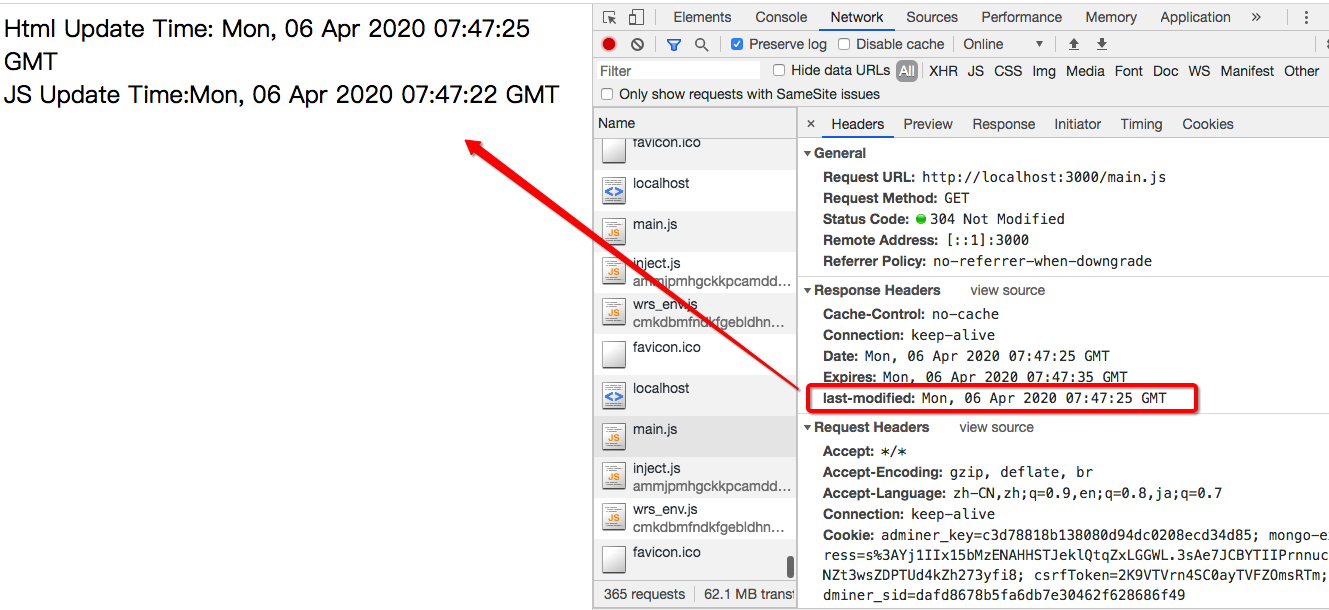 Html Update Time: Mon, 06 Apr 2020 07:47:25
GMT
JS Update Time:Mon, 06 Apr 2020 07:47:22 GMT
Elements Console Network Sources Performance Memory Application »
Preserve log Disable cache Online ▼
Filter Hide data URLs All XHR JS CSS Img Media Font Doc WS Manifest Other
Only show requests with SameSite issues
Name
favicon.ico
localhost
main.js
inject.js
ammjpmhgckkpcamdd...
wrs_env.js
cmkdbmfndkfgebldhn...
favicon.ico
localhost
main.js
inject.js
ammjpmhgckkpcamdd...
wrs_env.js
cmkdbmfndkfgebldhn...
favicon.ico
365 requests 62.1 MB transf
× Headers Preview Response Initiator Timing Cookies
General
Request URL: http://localhost:3000/main.js
Request Method: GET
Status Code: 304 Not Modified
Remote Address: [::1]:3000
Referrer Policy: no-referrer-when-downgrade
Response Headers view source
Cache-Control: no-cache
Connection: keep-alive
Date: Mon, 06 Apr 2020 07:47:25 GMT
Expires: Mon, 06 Apr 2020 07:47:35 GMT
last-modified: Mon, 06 Apr 2020 07:47:25 GMT
Request Headers view source
Accept: */*
Accept-Encoding: gzip, deflate, br
Accept-Language: zh-CN,zh;q=0.9,en;q=0.8,ja;q=0.7
Connection: keep-alive
Cookie: adminer_key=c3d78818b138080d94dc0208ecd34d85; mongo-ex
ress=s%3AYj1IIx15bMzENAHHSTJeklQtqZxLGGWL.3sAe7JCBYTIIPrnnuc
NZt3wsZDPTUd4kZh273yfi8; csrfToken=2K9VTVrn4SC0ayTVFZOmsRTm;
dminer_sid=dafd8678b5fa6db7e30462f628686f49